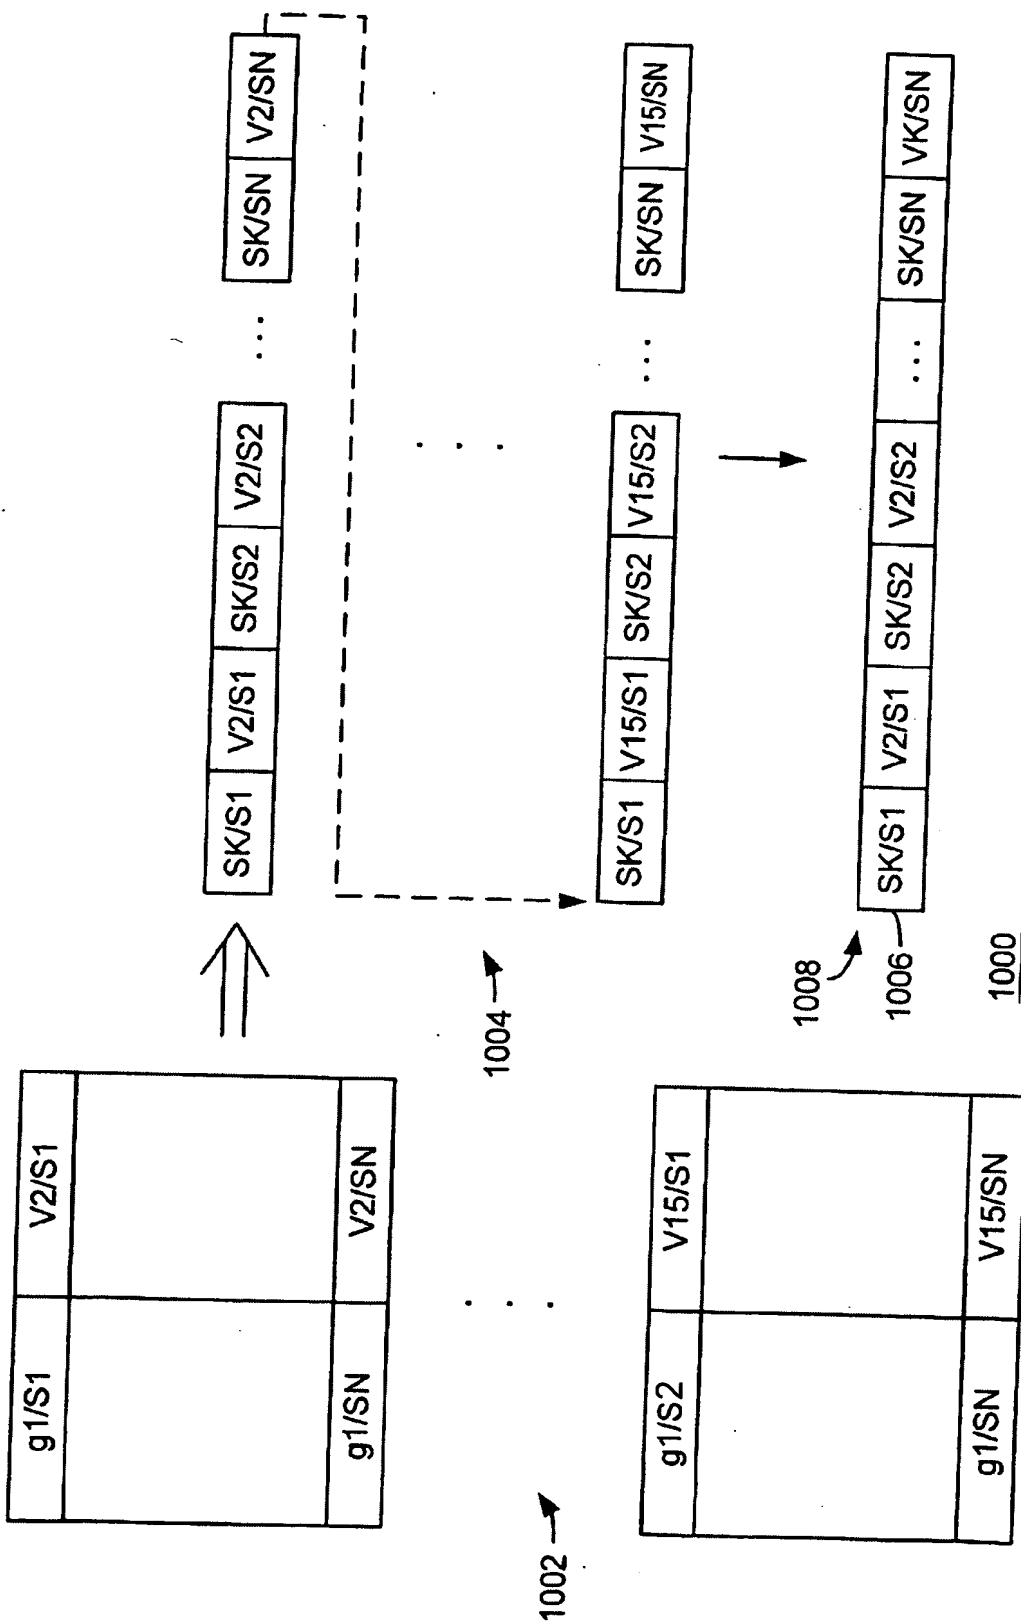 g1/S1 V2/S1
g1/SN V2/SN
. . .
g1/S2 V15/S1
g1/SN V15/SN
1002
SK/S1 V2/S1 SK/S2 V2/S2 . . . SK/SN V2/SN
. . .
1004
SK/S1 V15/S1 SK/S2 V15/S2 . . . SK/SN V15/SN
1008
1006
SK/S1 V2/S1 SK/S2 V2/S2 . . . SK/SN VK/SN
1000